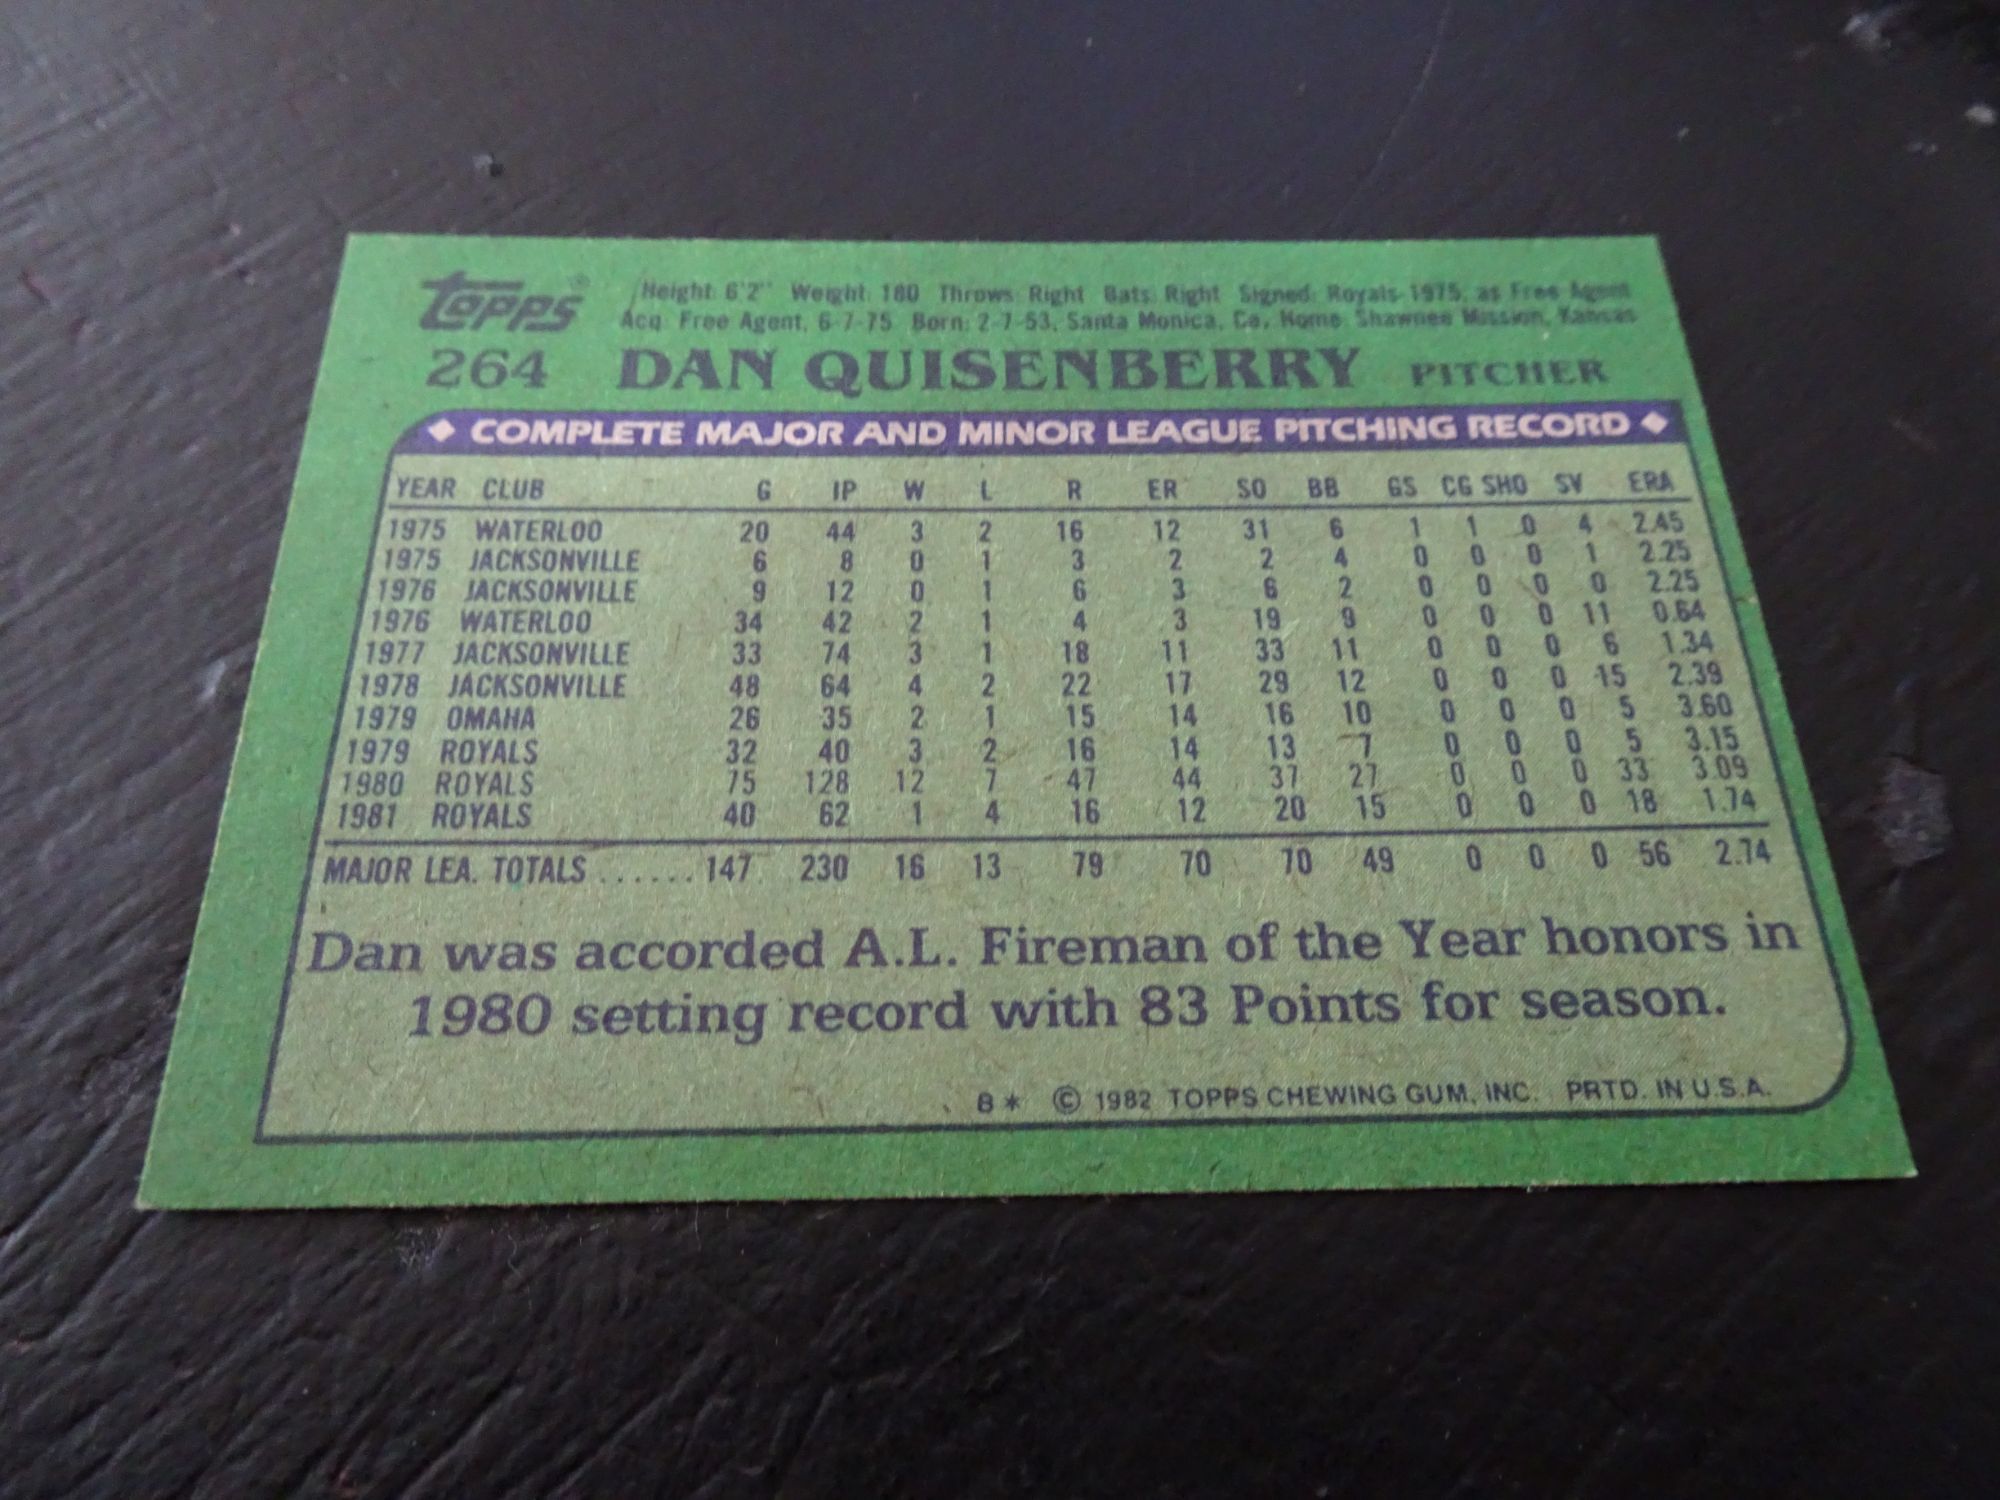 topps® Height: 6'2" Weight: 180 Throws: Right Bats: Right Signed: Royals-1975, as Free Agent
Acq: Free Agent, 6-7-75 Born: 2-7-53, Santa Monica, Ca. Home: Shawnee Mission, Kansas
264 DAN QUISENBERRY PITCHER
◆ COMPLETE MAJOR AND MINOR LEAGUE PITCHING RECORD ◆
YEAR CLUB G IP W L R ER SO BB GS CG SHO SV ERA
1975 WATERLOO 20 44 3 2 16 12 31 6 1 1 0 4 2.45
1975 JACKSONVILLE 6 8 0 1 3 2 2 4 0 0 0 1 2.25
1976 JACKSONVILLE 9 12 0 1 6 3 6 2 0 0 0 0 2.25
1976 WATERLOO 34 42 2 1 4 3 19 9 0 0 0 11 0.64
1977 JACKSONVILLE 33 74 3 1 18 11 33 11 0 0 0 6 1.34
1978 JACKSONVILLE 48 64 4 2 22 17 29 12 0 0 0 15 2.39
1979 OMAHA 26 35 2 1 15 14 16 10 0 0 0 5 3.60
1979 ROYALS 32 40 3 2 16 14 13 7 0 0 0 5 3.15
1980 ROYALS 75 128 12 7 47 44 37 27 0 0 0 33 3.09
1981 ROYALS 40 62 1 4 16 12 20 15 0 0 0 18 1.74
MAJOR LEA. TOTALS ...... 147 230 16 13 79 70 70 49 0 0 0 56 2.74
Dan was accorded A.L. Fireman of the Year honors in
1980 setting record with 83 Points for season.
B* © 1982 TOPPS CHEWING GUM, INC. PRTD. IN U.S.A.